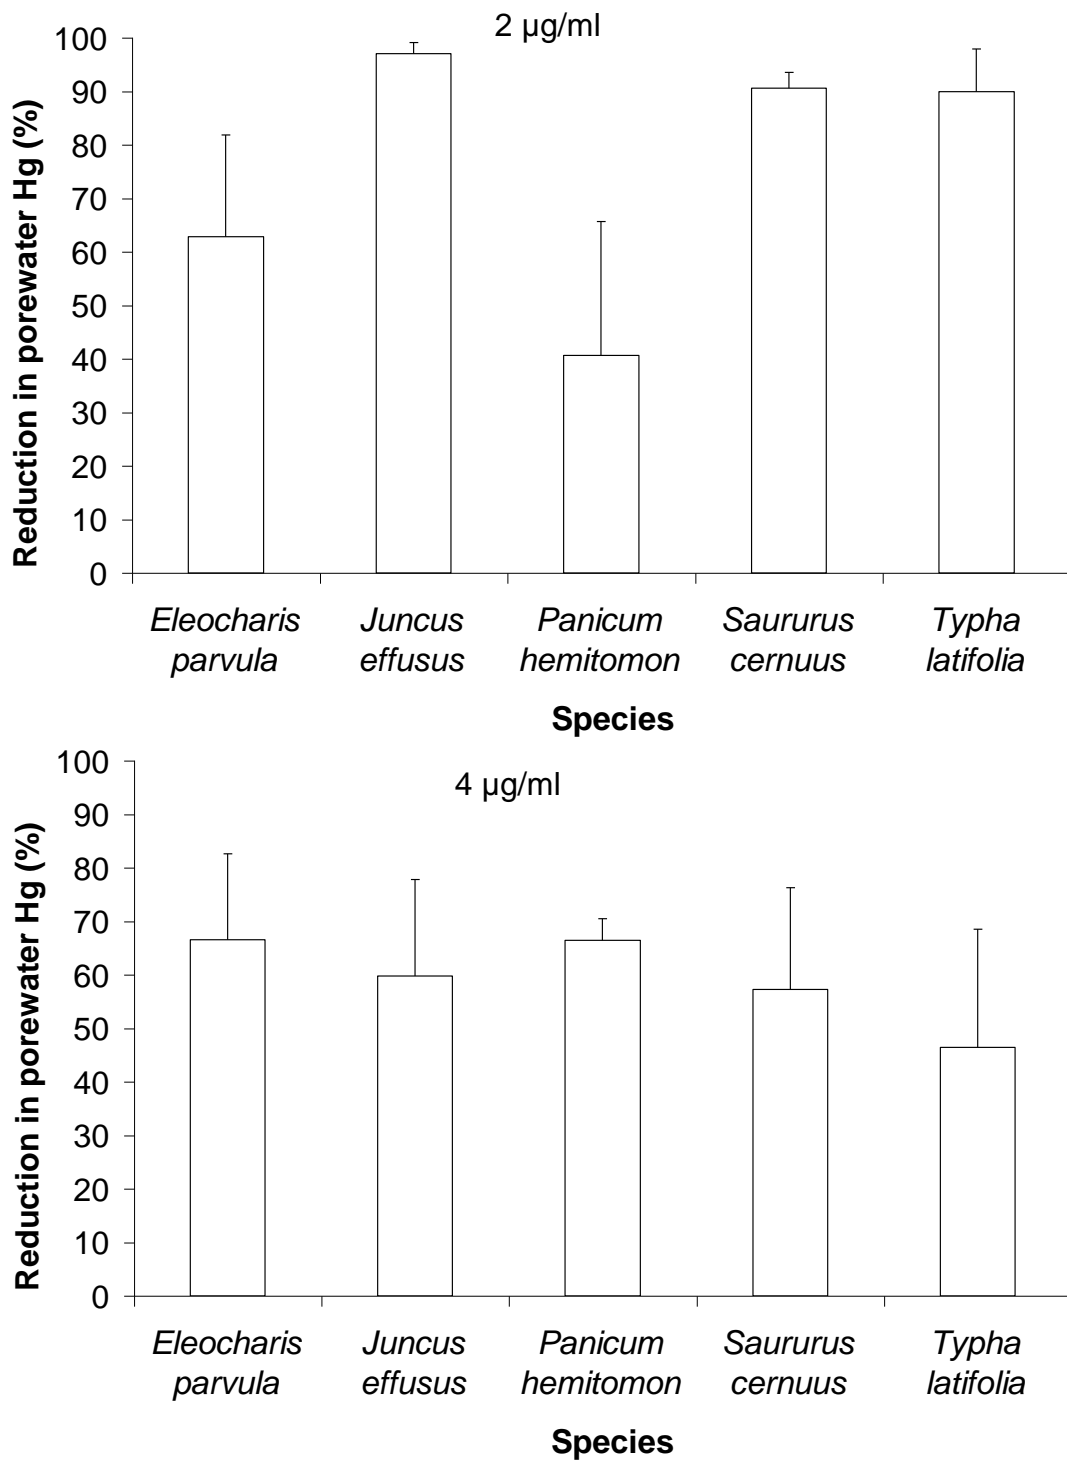 2 µg/ml
Reduction in porewater Hg (%)
100
90
80
70
60
50
40
30
20
10
0
Eleocharis Juncus Panicum Saururus Typha
parvula effusus hemitomon cernuus latifolia
Species
4 µg/ml
Reduction in porewater Hg (%)
100
90
80
70
60
50
40
30
20
10
0
Eleocharis Juncus Panicum Saururus Typha
parvula effusus hemitomon cernuus latifolia
Species